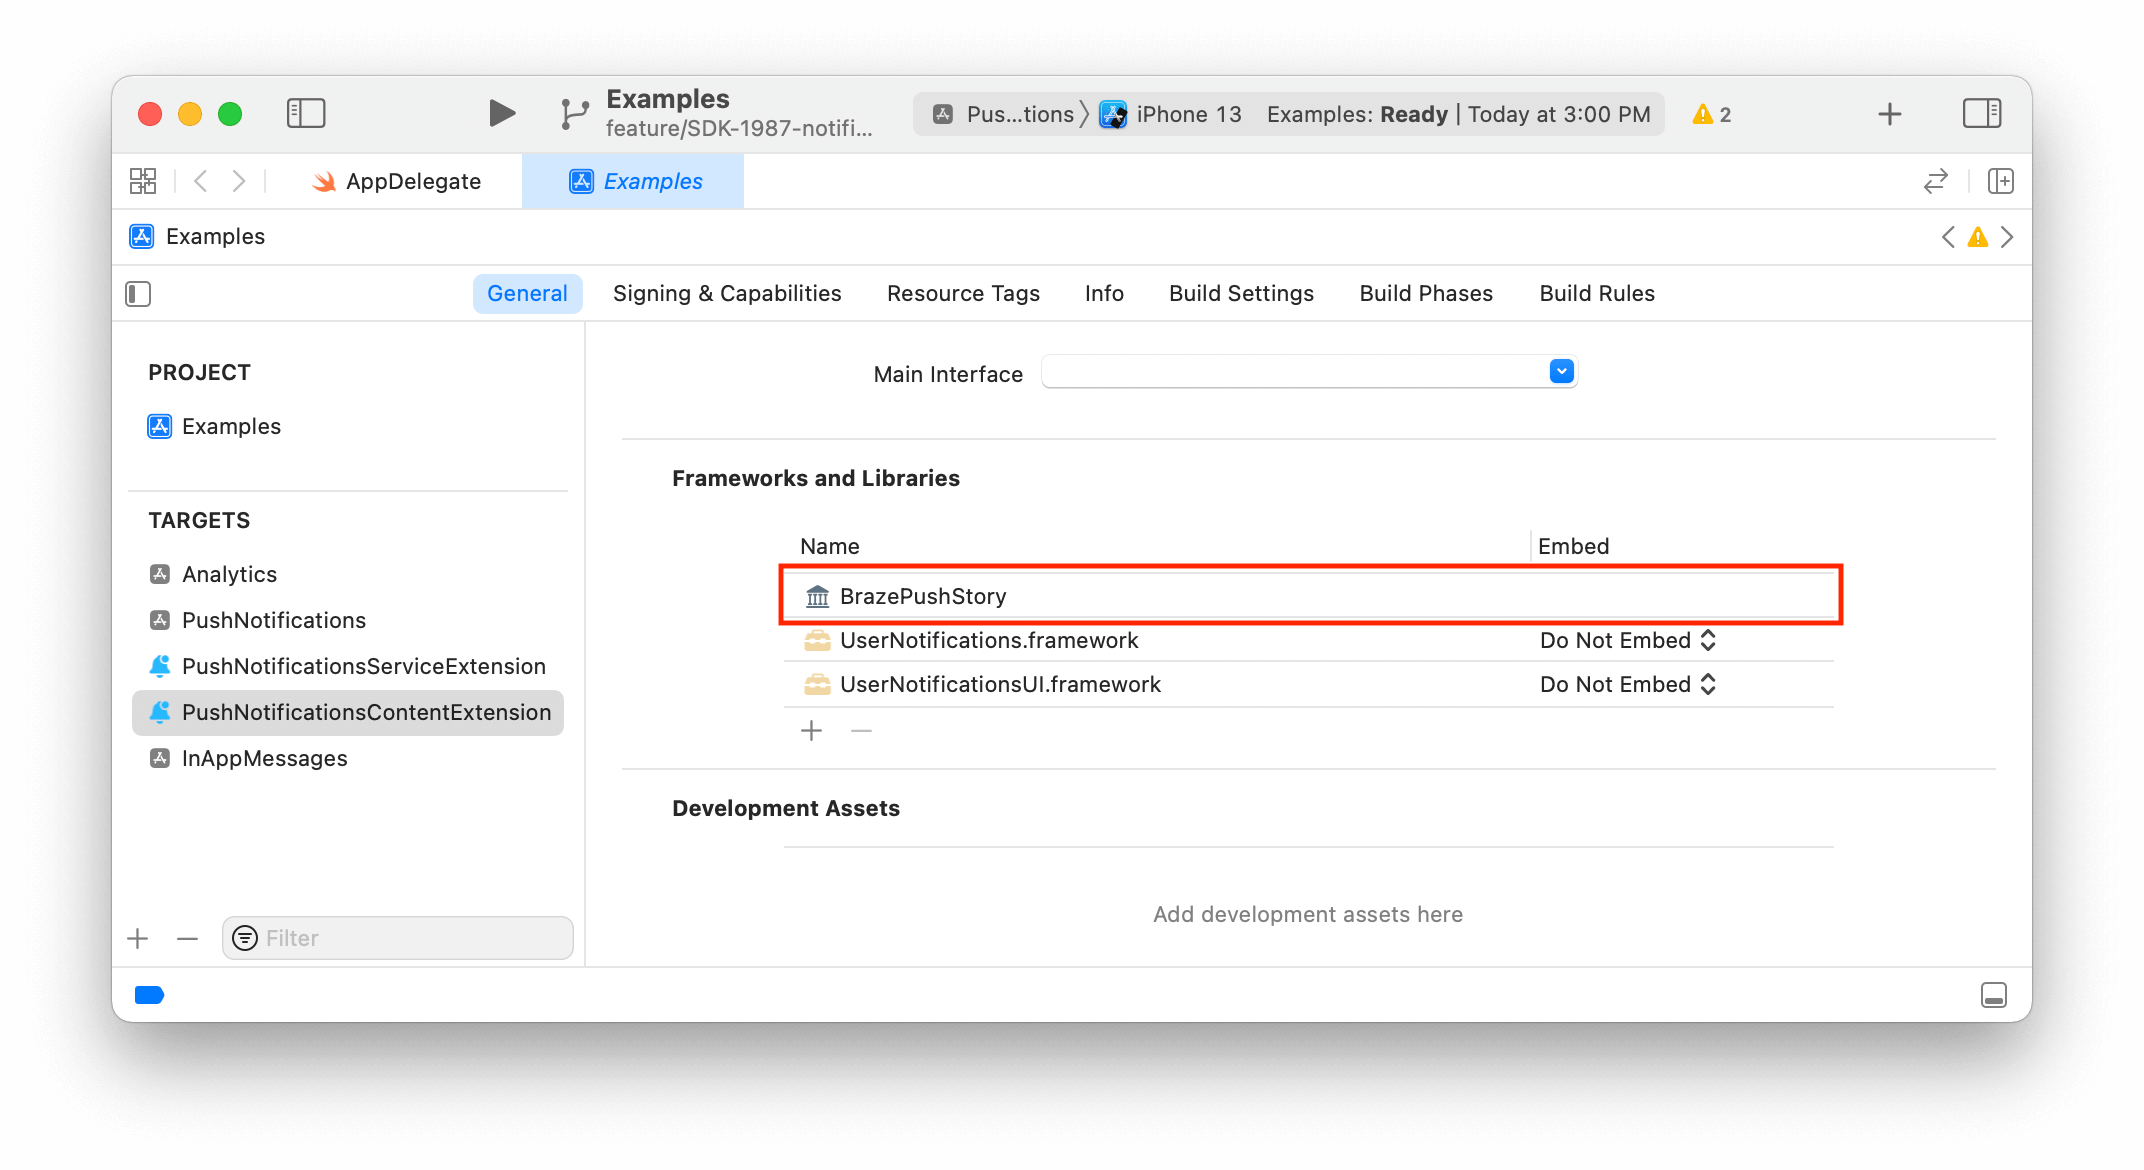 Examples
feature/SDK-1987-notifi...
Pus...tions
iPhone 13
Examples: Ready | Today at 3:00 PM
2
AppDelegate
Examples
Examples
General
Signing & Capabilities
Resource Tags
Info
Build Settings
Build Phases
Build Rules
PROJECT
Examples
TARGETS
Analytics
PushNotifications
PushNotificationsServiceExtension
PushNotificationsContentExtension
InAppMessages
Filter
Main Interface
Frameworks and Libraries
Name Embed
BrazePushStory
UserNotifications.framework Do Not Embed
UserNotificationsUI.framework Do Not Embed
Development Assets
Add development assets here